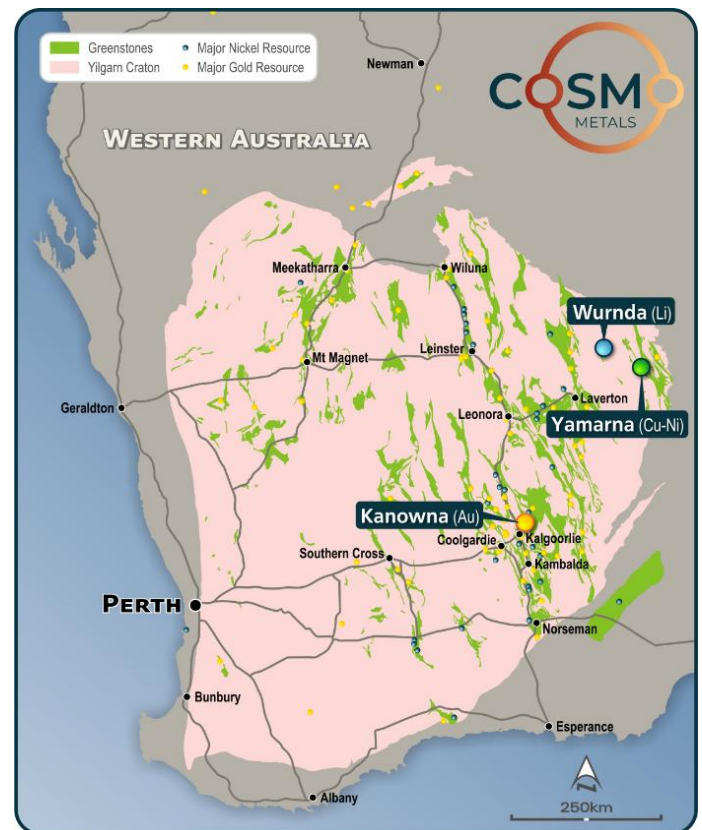 Greenstones
Major Nickel Resource
Yilgarn Craton
Major Gold Resource
COSMO
METALS
Newman
WESTERN AUSTRALIA
Meekatharra
Wiluna
Wurnda (Li)
Leinster
Mt Magnet
Laverton
Geraldton
Leonora
Yamarna (Cu-Ni)
Kanowna (Au)
Coolgardie
Kalgoorlie
Southern Cross
Kambalda
PERTH
Norseman
Bunbury
Esperance
N
250km
Albany